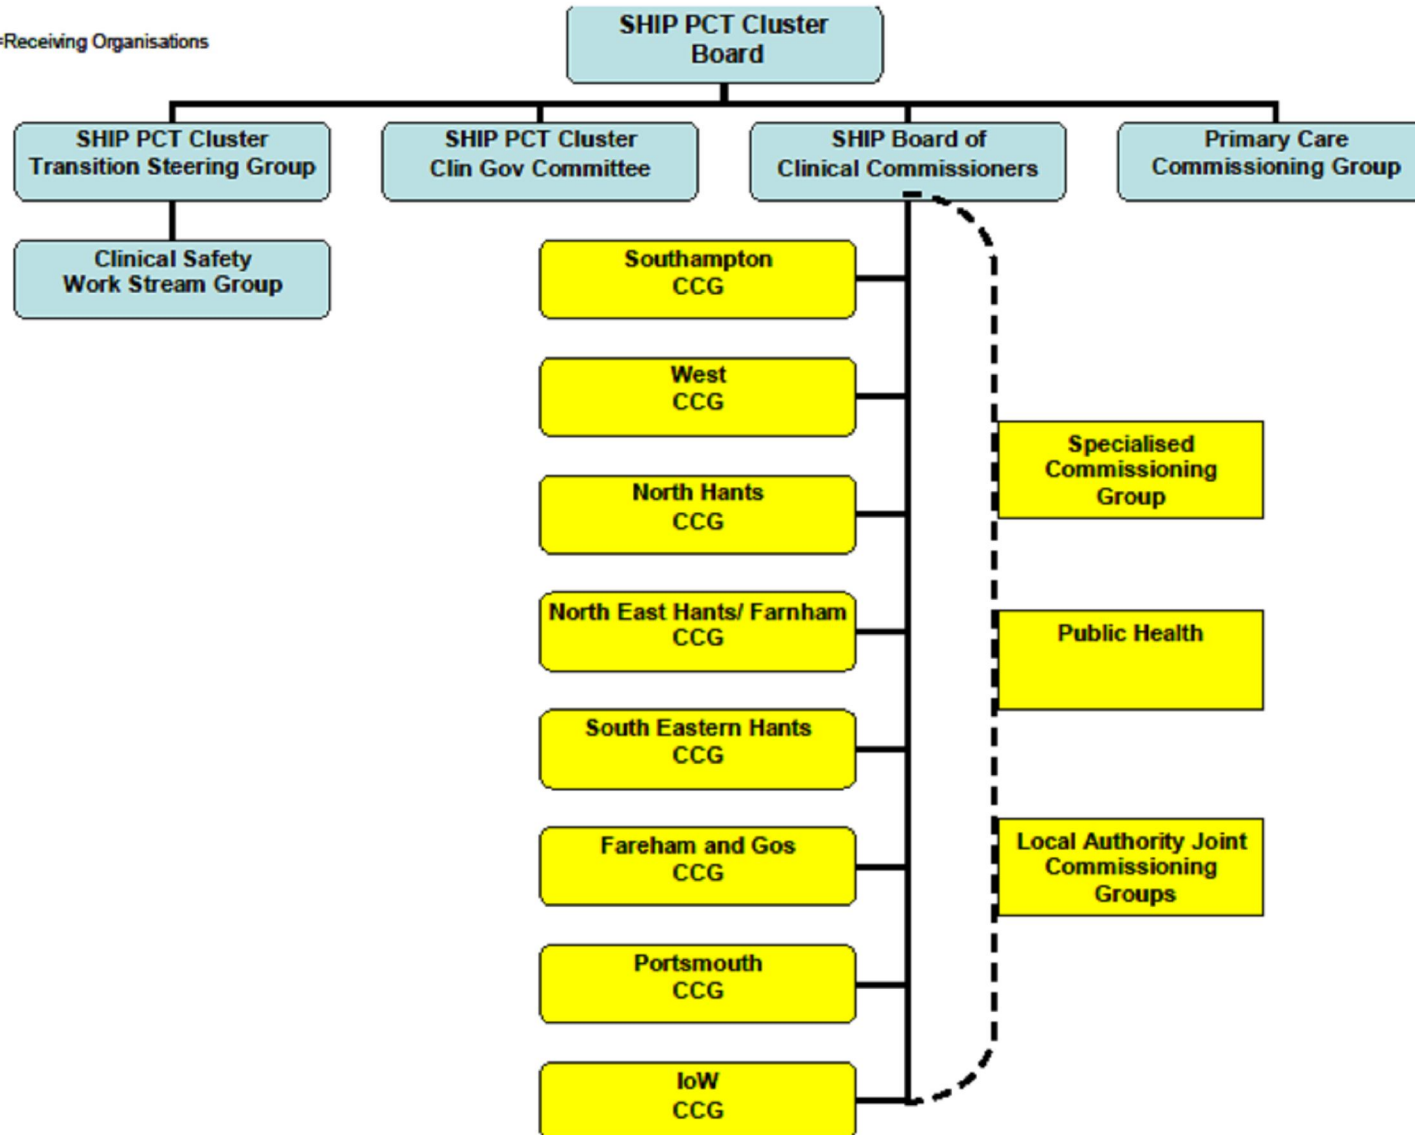 =Receiving Organisations
SHIP PCT Cluster
Board
SHIP PCT Cluster
Transition Steering Group
SHIP PCT Cluster
Clin Gov Committee
SHIP Board of
Clinical Commissioners
Primary Care
Commissioning Group
Clinical Safety
Work Stream Group
Southampton
CCG
West
CCG
North Hants
CCG
North East Hants/ Farnham
CCG
South Eastern Hants
CCG
Fareham and Gos
CCG
Portsmouth
CCG
IoW
CCG
Specialised
Commissioning
Group
Public Health
Local Authority Joint
Commissioning
Groups